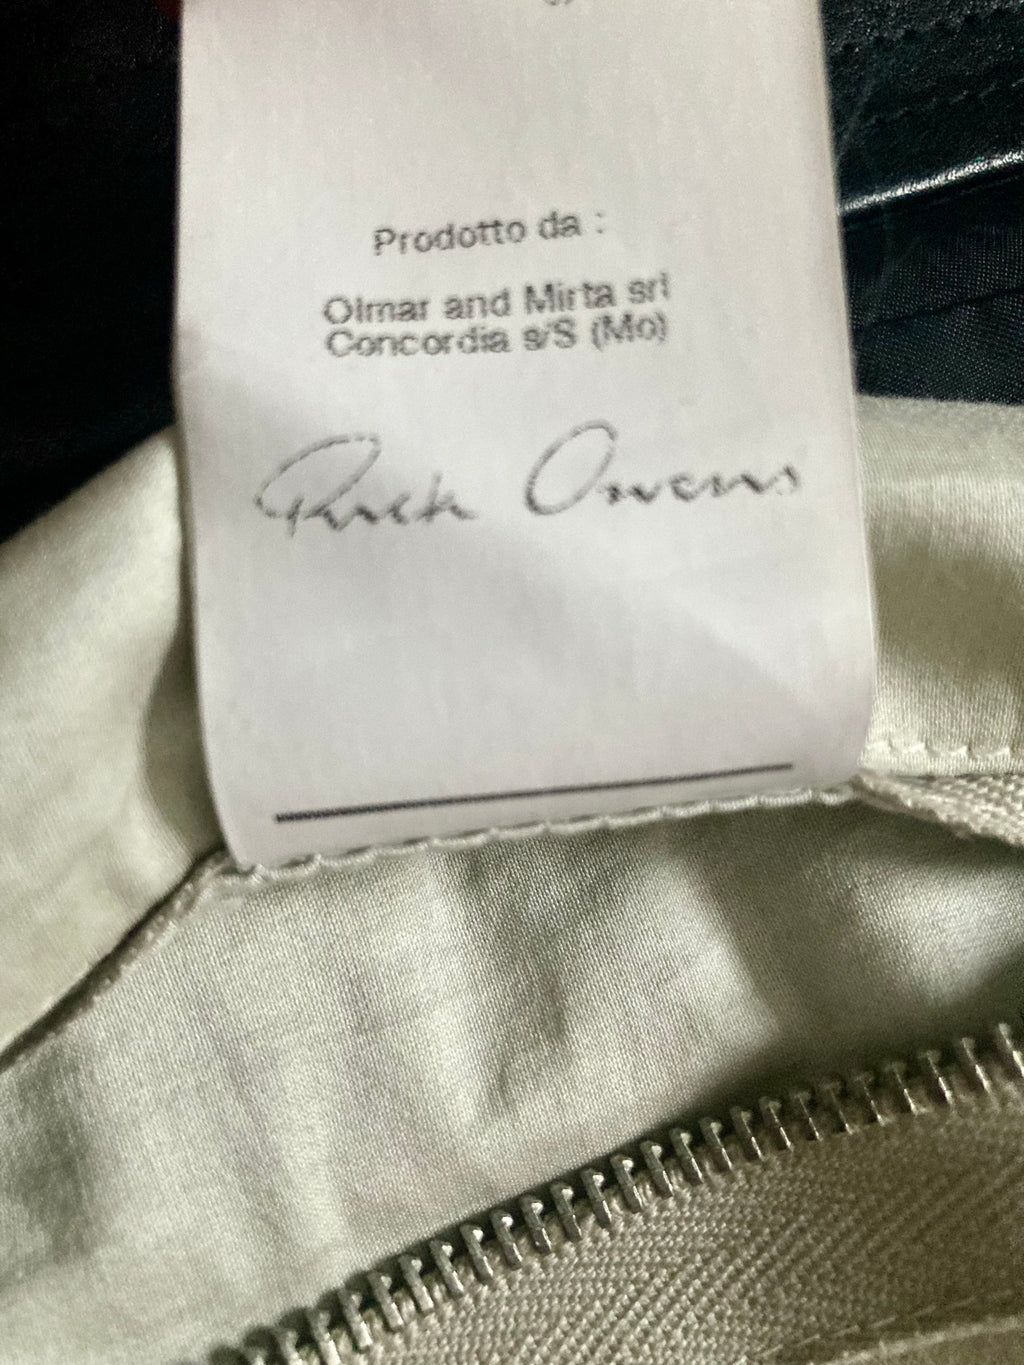 Prodotto da :
Olmar and Mirta srl
Concordia s/S (Mo)
Rick Owens